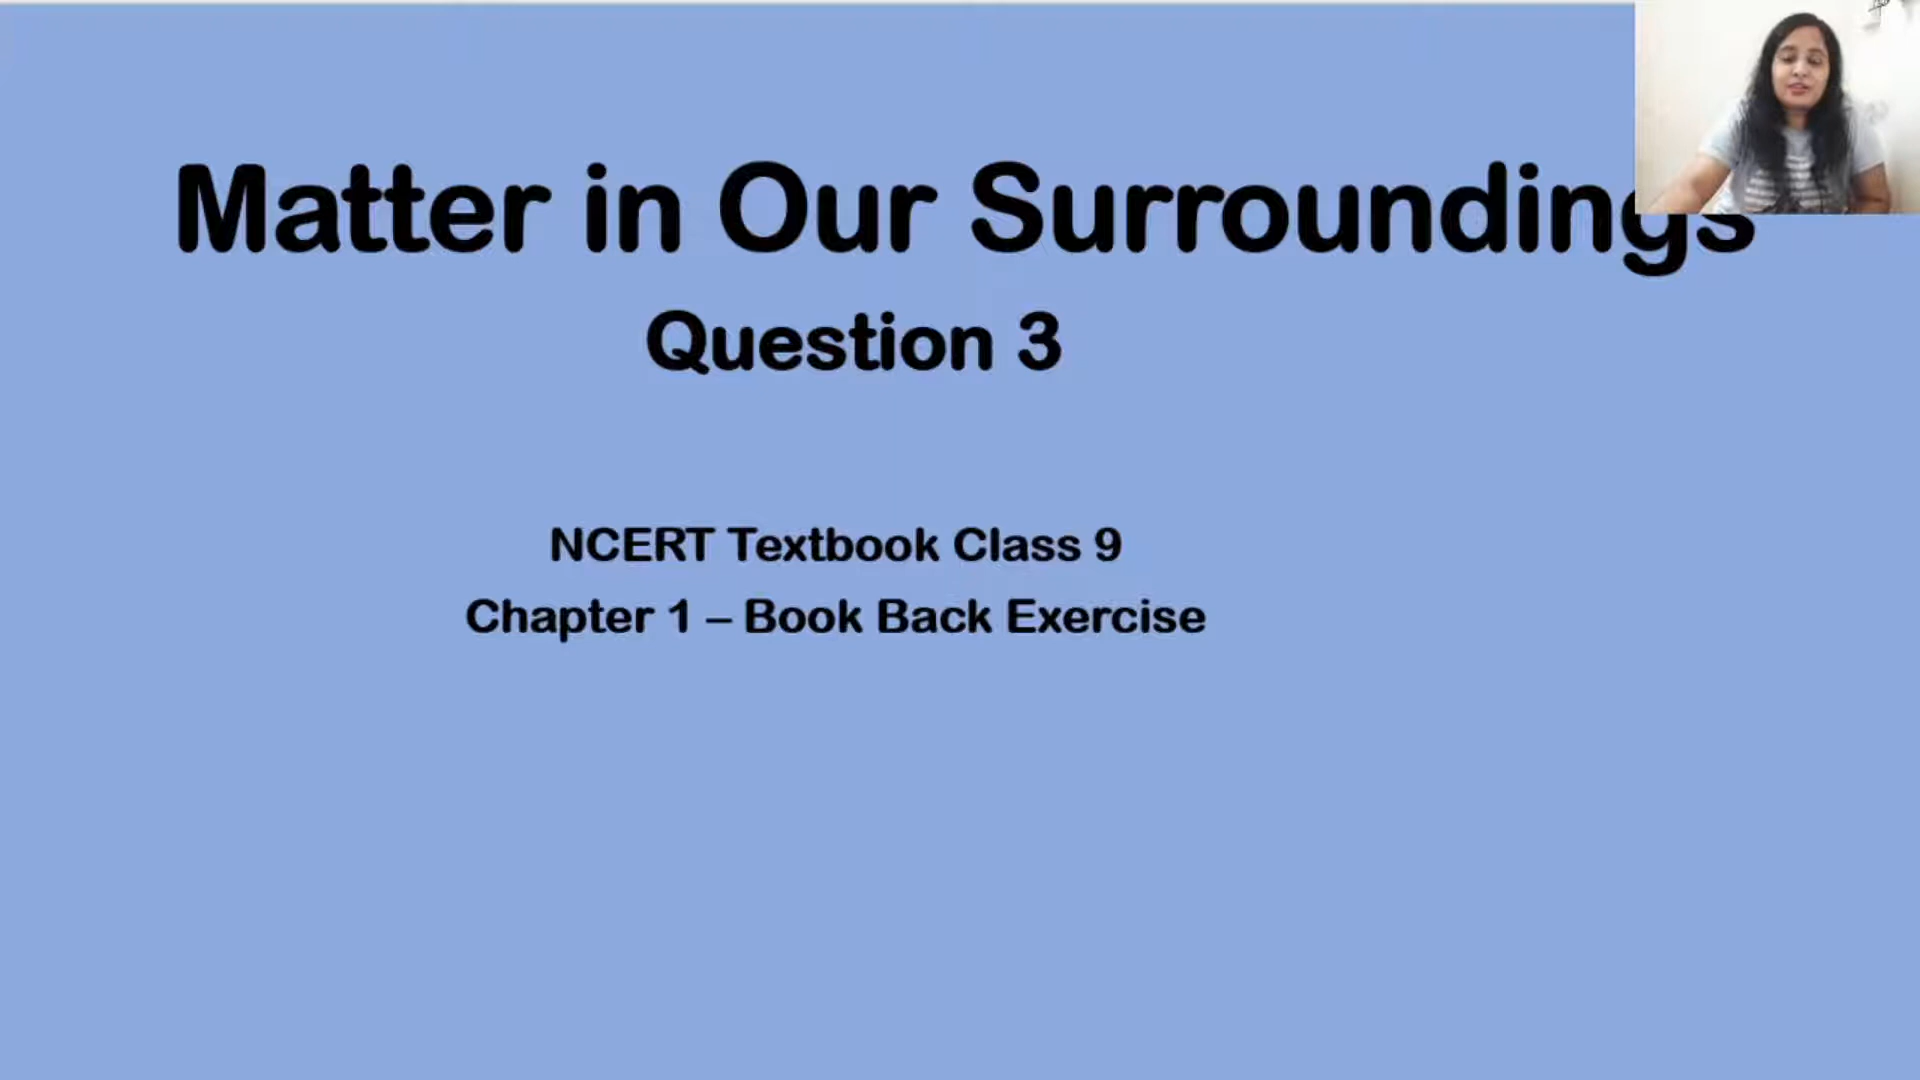 Matter in Our Surroundings
Question 3
NCERT Textbook Class 9
Chapter 1 – Book Back Exercise